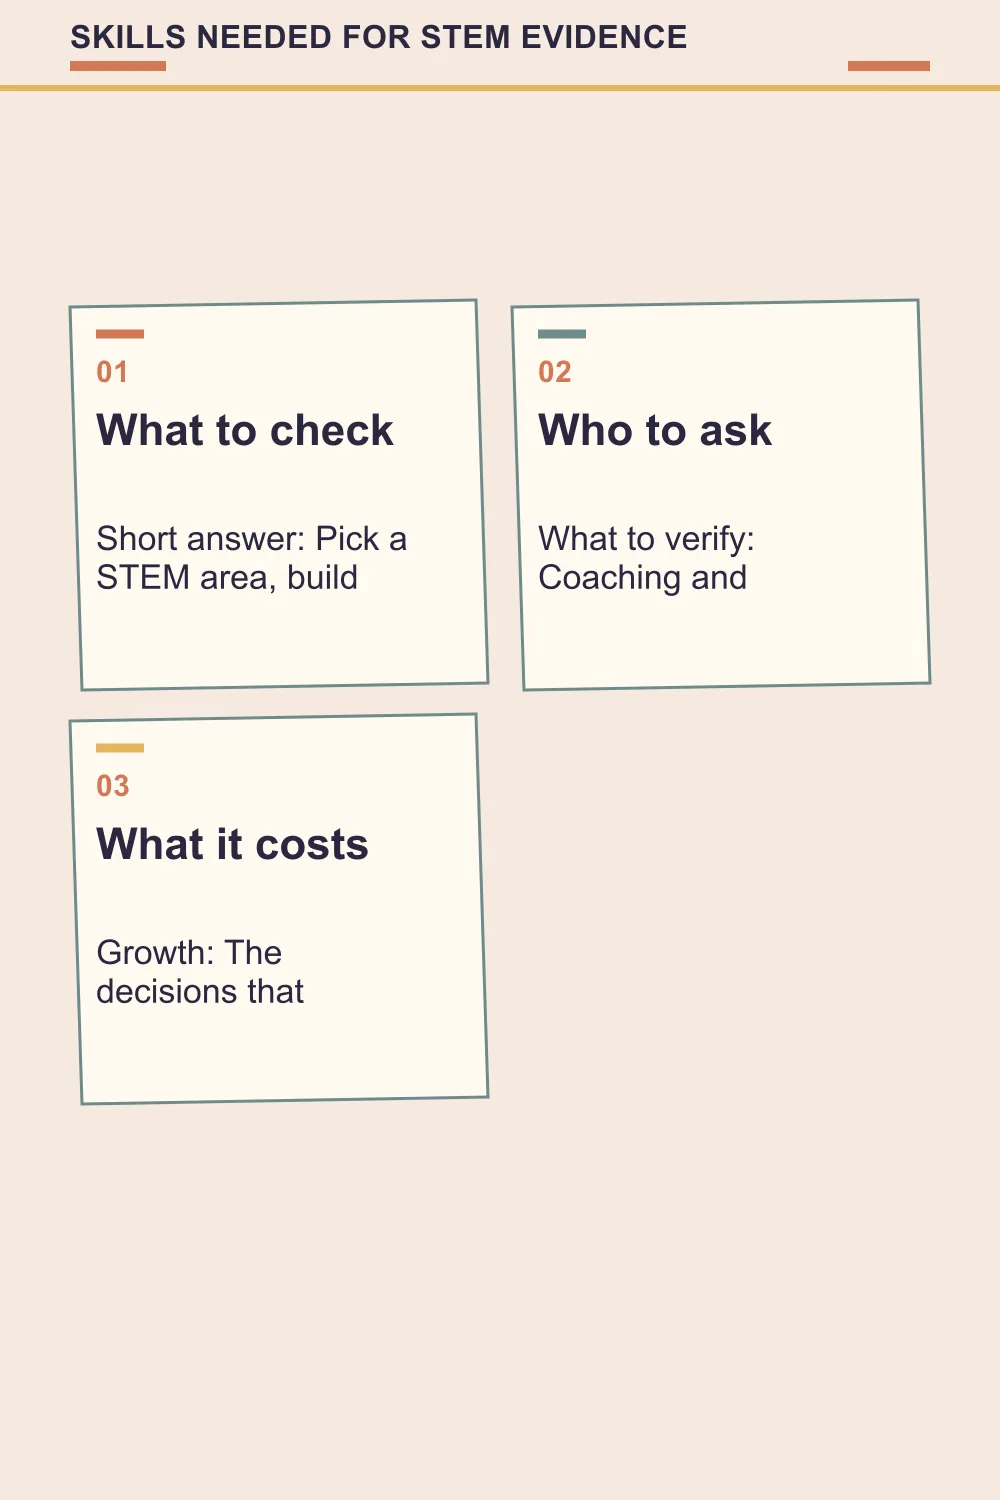 SKILLS NEEDED FOR STEM EVIDENCE
01
What to check
Short answer: Pick a
STEM area, build
02
Who to ask
What to verify:
Coaching and
03
What it costs
Growth: The
decisions that